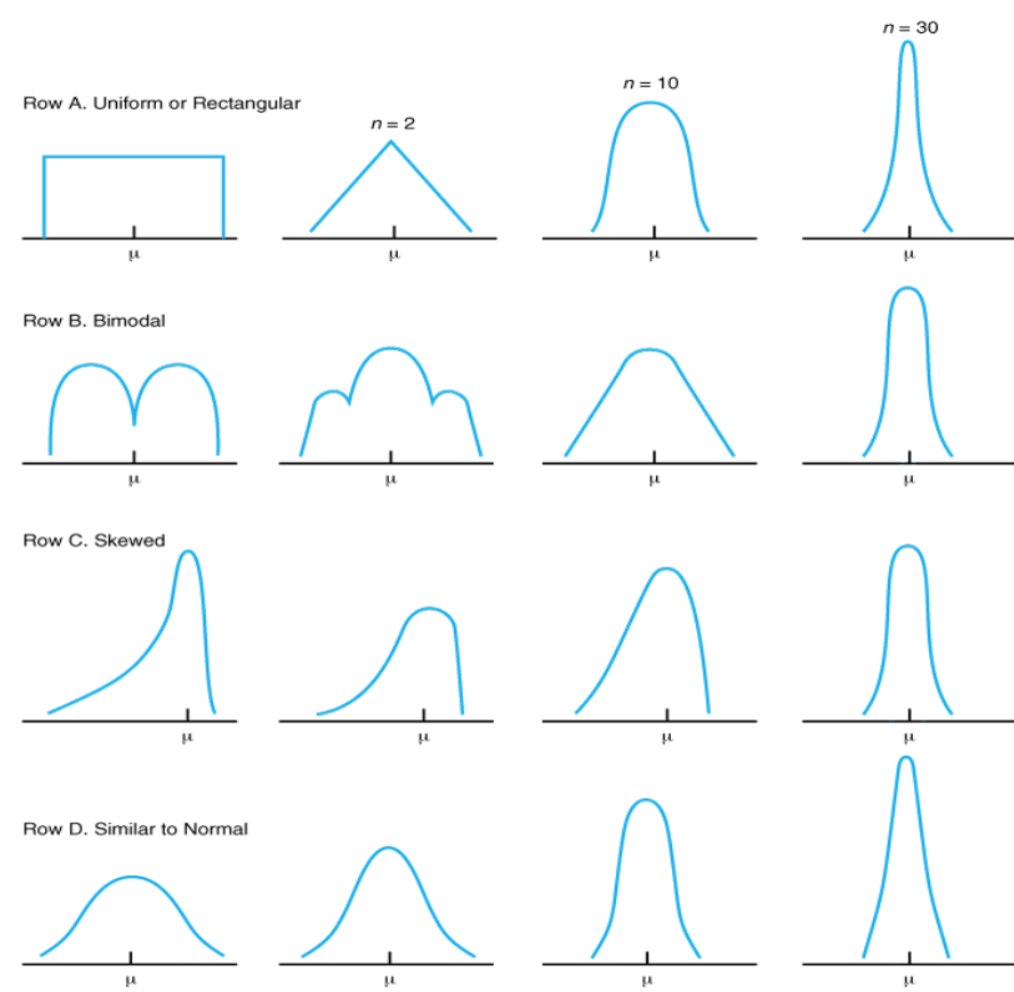 n = 30
n = 10
Row A. Uniform or Rectangular
n = 2
μ μ μ μ
Row B. Bimodal
μ μ μ μ
Row C. Skewed
μ μ μ μ
Row D. Similar to Normal
μ μ μ μ